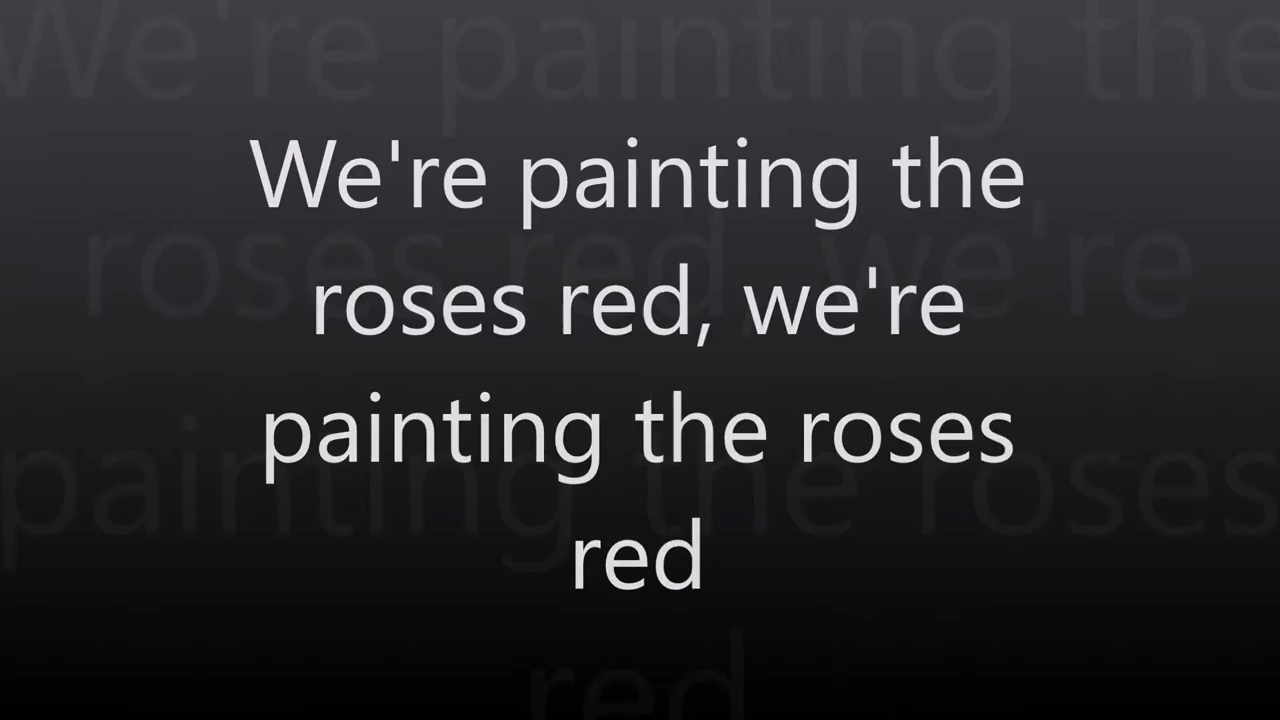 We're painting the
roses red, we're
painting the roses
red